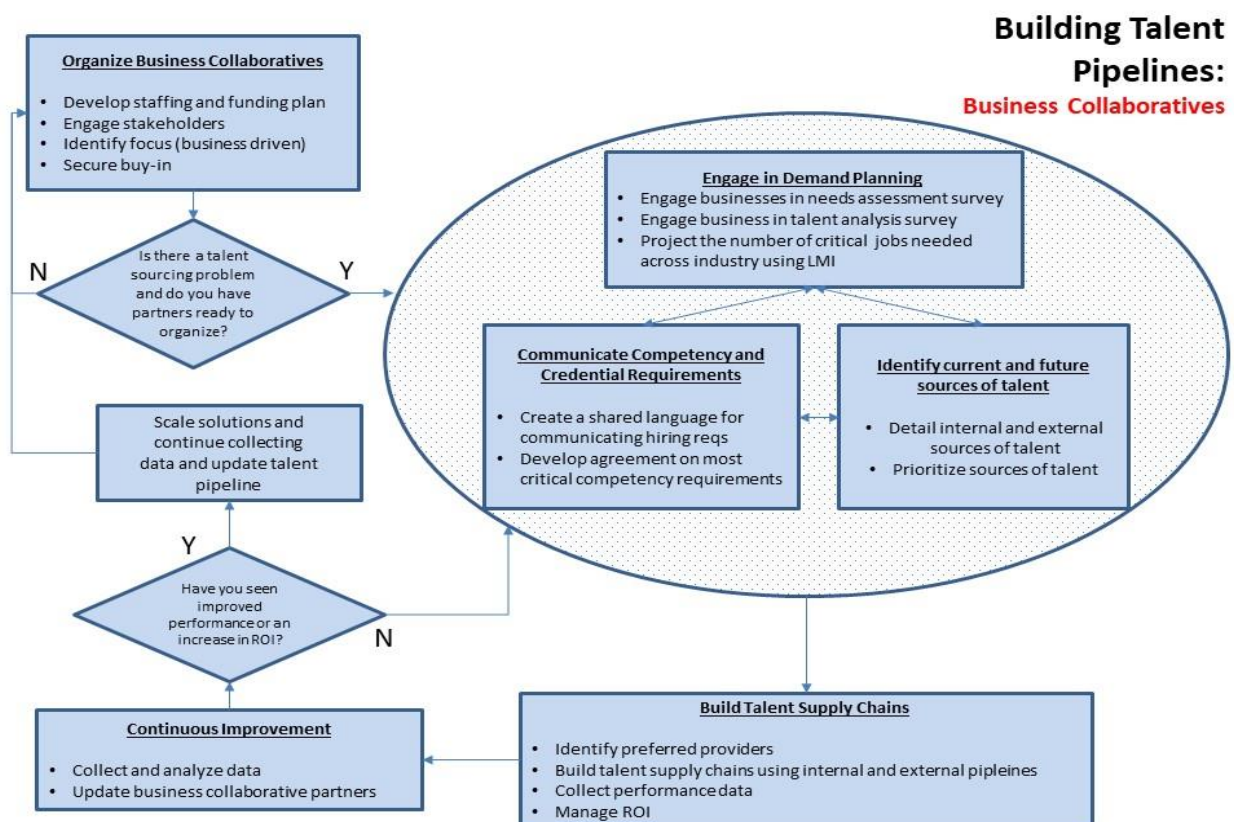 Building Talent
Pipelines:
Business Collaboratives
Organize Business Collaboratives
• Develop staffing and funding plan
• Engage stakeholders
• Identify focus (business driven)
• Secure buy-in
Is there a talent
sourcing problem
and do you have
partners ready to
organize?
N
Y
Engage in Demand Planning
• Engage businesses in needs assessment survey
• Engage business in talent analysis survey
• Project the number of critical jobs needed
across industry using LMI
Communicate Competency and
Credential Requirements
• Create a shared language for
communicating hiring reqs
• Develop agreement on most
critical competency requirements
Identify current and future
sources of talent
• Detail internal and external
sources of talent
• Prioritize sources of talent
Build Talent Supply Chains
• Identify preferred providers
• Build talent supply chains using internal and external pipleines
• Collect performance data
• Manage ROI
Continuous Improvement
• Collect and analyze data
• Update business collaborative partners
Have you seen
improved
performance or an
increase in ROI?
Y
N
Scale solutions and
continue collecting
data and update talent
pipeline